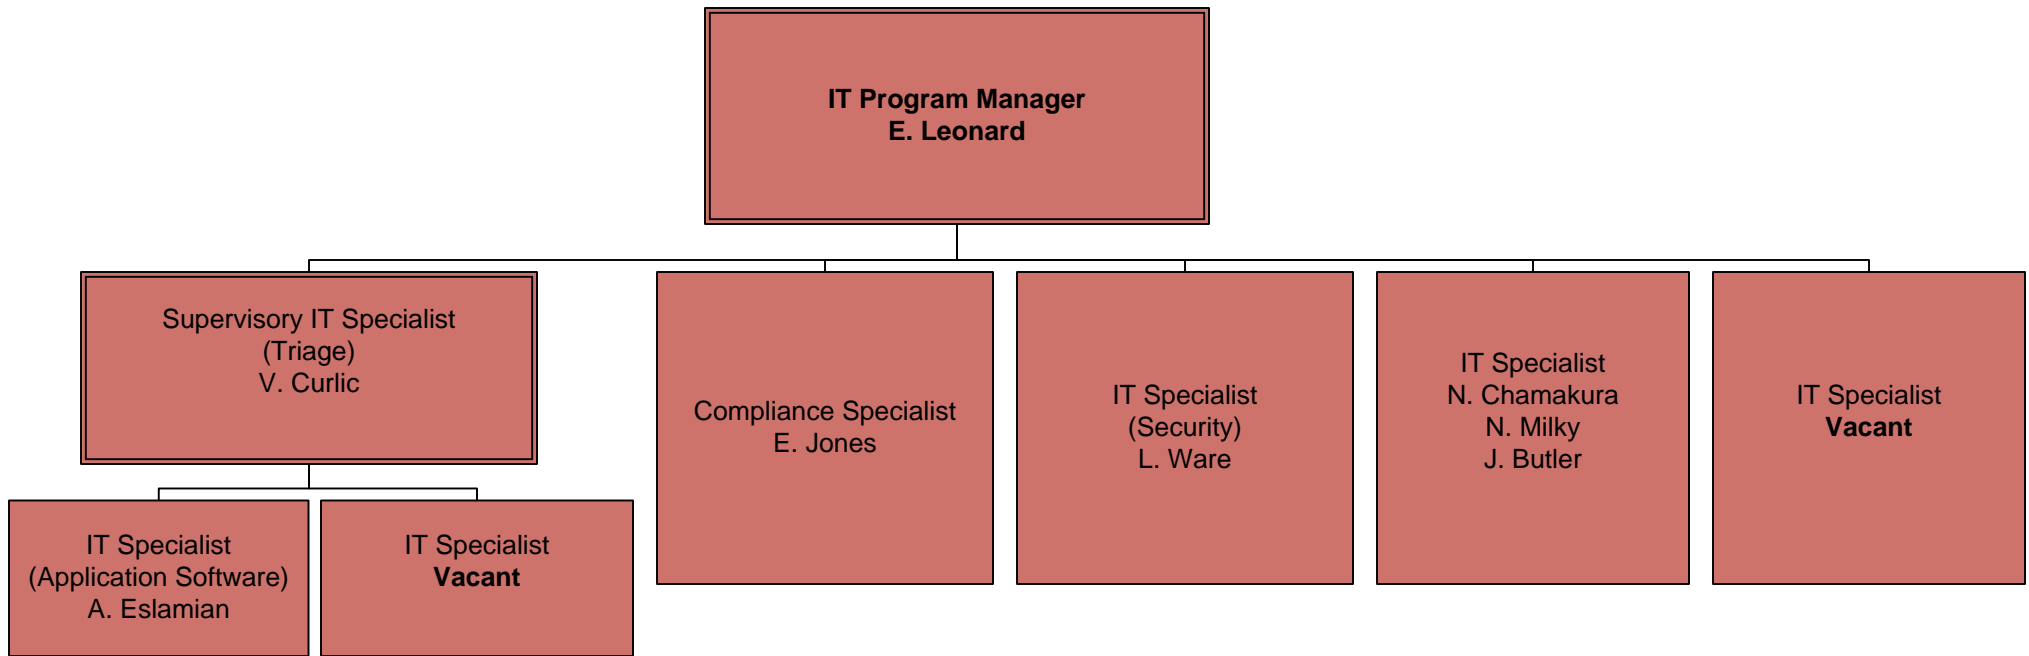 IT Program Manager
E. Leonard
Supervisory IT Specialist
(Triage)
V. Curlic
Compliance Specialist
E. Jones
IT Specialist
(Security)
L. Ware
IT Specialist
N. Chamakura
N. Milky
J. Butler
IT Specialist
Vacant
IT Specialist
(Application Software)
A. Eslamian
IT Specialist
Vacant